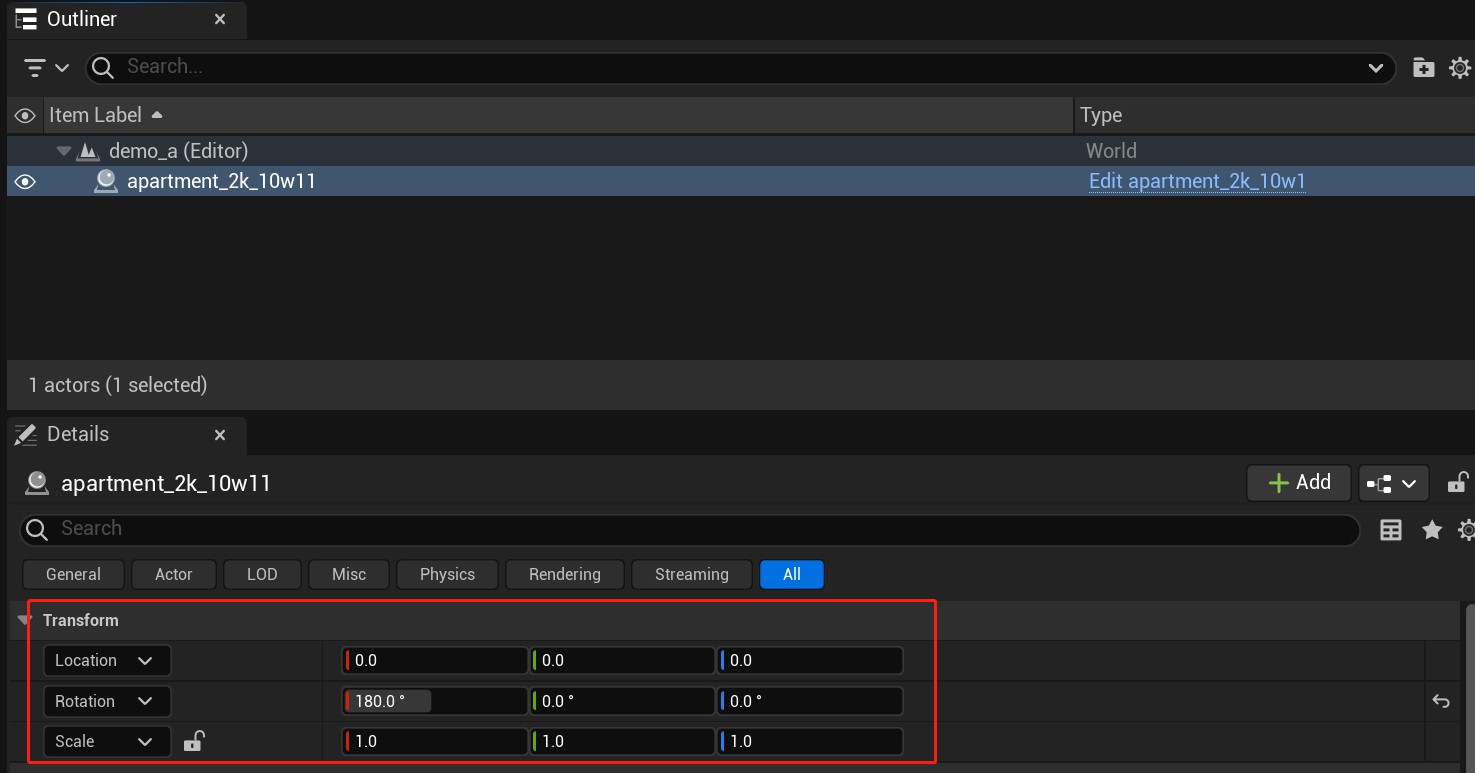 Outliner
Search...
Item Label Type
demo_a (Editor) World
apartment_2k_10w11 Edit apartment_2k_10w1
1 actors (1 selected)
Details
apartment_2k_10w11 Add
Search
General Actor LOD Misc Physics Rendering Streaming All
Transform
Location 0.0 0.0 0.0
Rotation 180.0 ° 0.0 ° 0.0 °
Scale 1.0 1.0 1.0